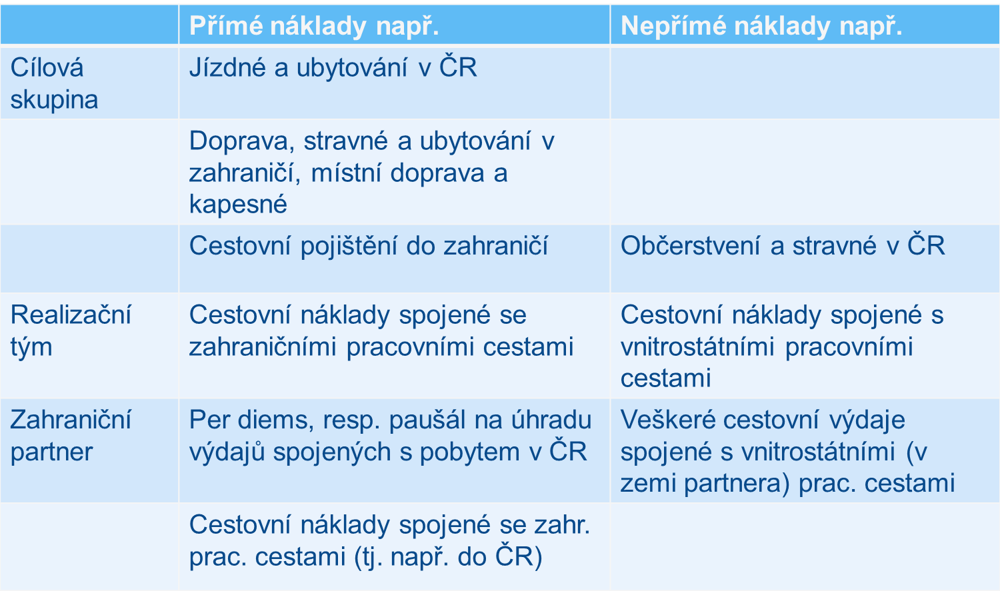 Přímé náklady např.
Nepřímé náklady např.
Cílová
skupina
Jízdné a ubytování v ČR
Doprava, stravné a ubytování v
zahraničí, místní doprava a
kapesné
Cestovní pojištění do zahraničí
Občerstvení a stravné v ČR
Realizační
tým
Cestovní náklady spojené se
zahraničními pracovními cestami
Cestovní náklady spojené s
vnitrostátními pracovními
cestami
Zahraniční
partner
Per diems, resp. paušál na úhradu
výdajů spojených s pobytem v ČR
Veškeré cestovní výdaje
spojené s vnitrostátními (v
zemi partnera) prac. cestami
Cestovní náklady spojené se zahr.
prac. cestami (tj. např. do ČR)